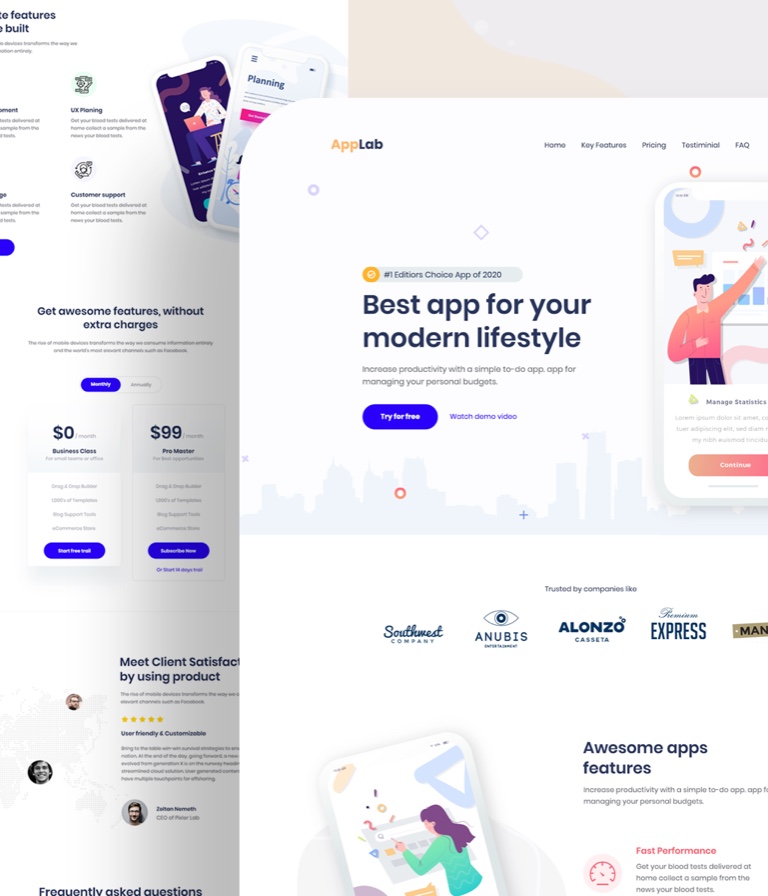 te features
e built
a devices transforms the way we
mation entirely.
Planning
oment
UX Planing
tests delivered at
a sample from the
tests.
Get your blood tests delivered at
home collect a sample from the
news your blood tests.
ge
Customer support
tests delivered at
a sample from the
tests.
Get your blood tests delivered at
home collect a sample from the
news your blood tests.
Get awesome features, without
extra charges
The rise of mobile devices transforms the way we consume information entirely
and the world's most elevant channels such as Facebook.
Monthly
Annually
$0 / month
Business Class
For small teams or office
Drag & Drop Builder
1,000's of Templates
Blog Support Tools
eCommerce Store
Start free trail
$99 / month
Pro Master
For Best opportunities
Drag & Drop Builder
1,000's of Templates
Blog Support Tools
eCommerce Store
Subscribe Now
Or Start 14 days trail
Meet Client Satisfact
by using product
The rise of mobile devices transforms the way we c
elevant channels such as Facebook.
User friendly & Customizable
Bring to the table win-win survival strategies to ens
nation. At the end of the day, going forward, a new
evolved from generation X is on the runway headin
streamlined cloud solution. User generated conten
have multiple touchpoints for offshoring.
Zoltan Nemeth
CEO of Pixler Lab
Frequently asked questions
AppLab
Home
Key Features
Pricing
Testiminial
FAQ
#1 Editiors Choice App of 2020
Best app for your
modern lifestyle
Increase productivity with a simple to-do app. app for
managing your personal budgets.
Try for free
Watch demo video
Manage Statistics
Lorem ipsum dolor sit amet, co
tuer adipiscing elit, sed diam n
my nibh euismod tincidu
Continue
Trusted by companies like
Southwest
COMPANY
ANUBIS
ENTERTAINMENT
ALONZO
CASSETA
Premium
EXPRESS
MAN
Awesome apps
features
Increase productivity with a simple to-do app. app fo
managing your personal budgets.
Fast Performance
Get your blood tests delivered at
home collect a sample from the
news your blood tests.